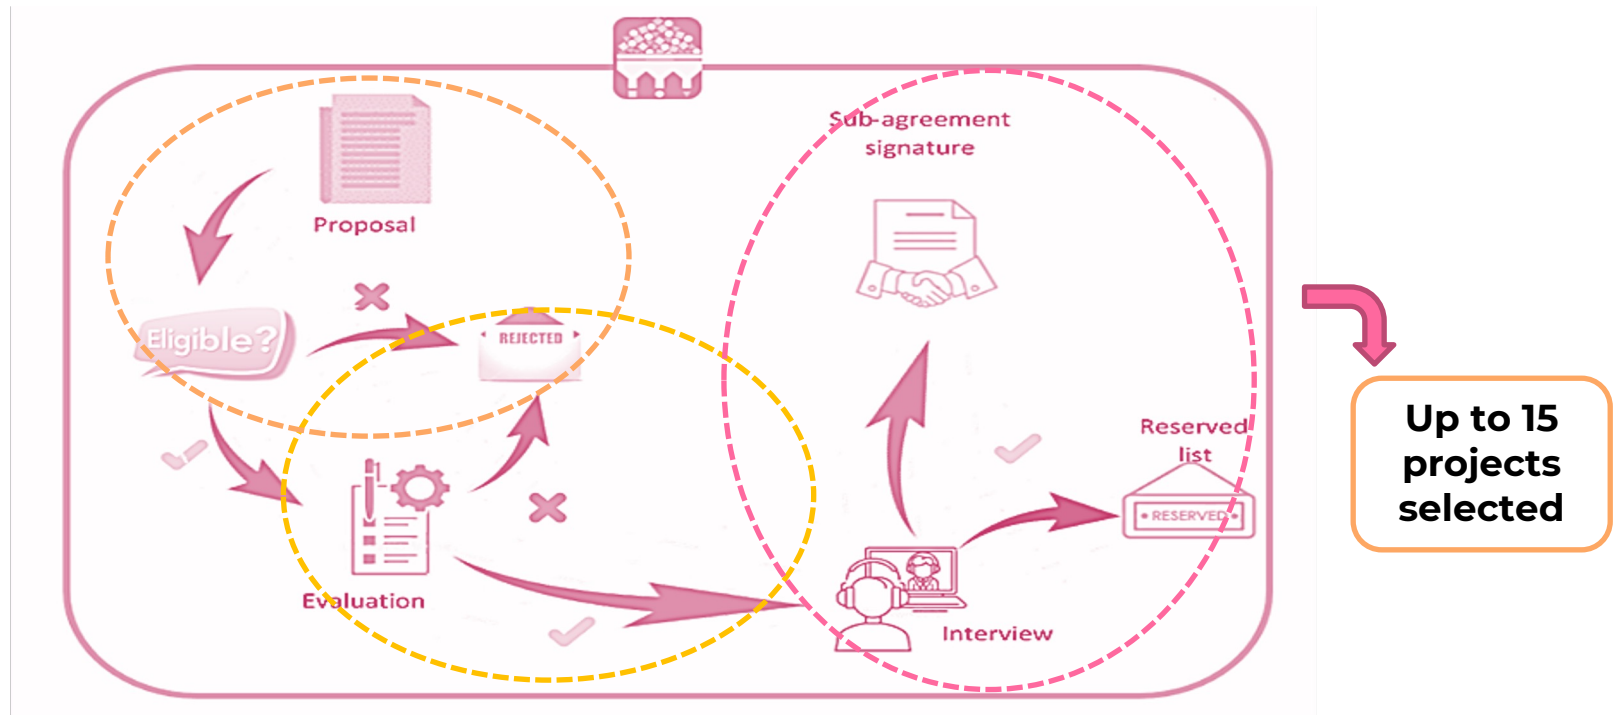 Proposal
Eligible?
REJECTED
Evaluation
Sub-agreement
signature
Interview
Reserved
list
• RESERVED •
Up to 15
projects
selected